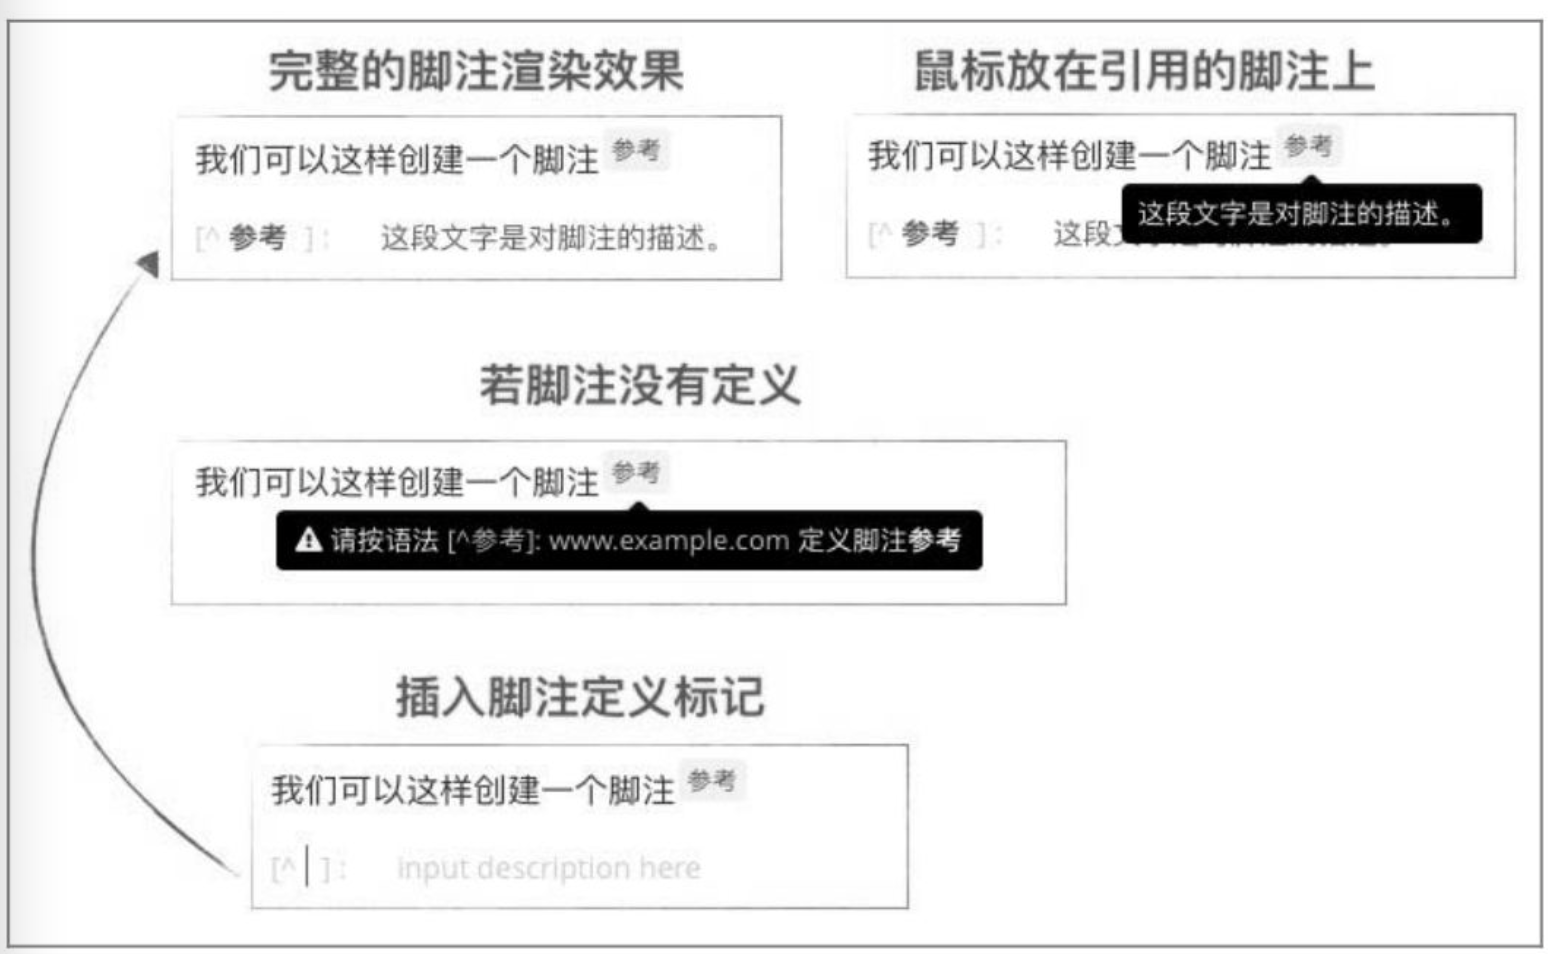 完整的脚注渲染效果
我们可以这样创建一个脚注 参考
[^ 参考 ]: 这段文字是对脚注的描述。
鼠标放在引用的脚注上
我们可以这样创建一个脚注 参考
这段文字是对脚注的描述。
[^ 参考 ]: 这段
若脚注没有定义
我们可以这样创建一个脚注 参考
请按语法 [^参考]: www.example.com 定义脚注参考
插入脚注定义标记
我们可以这样创建一个脚注 参考
[^ ]: input description here